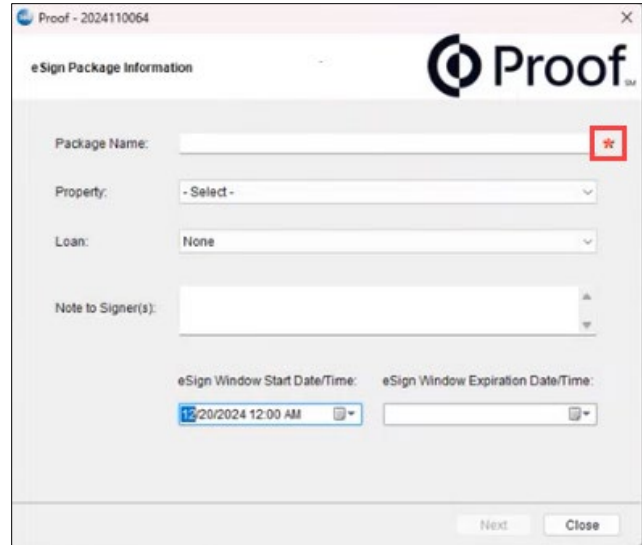 Proof - 2024110064
eSign Package Information
Proof
SM
Package Name:
*
Property:
- Select -
Loan:
None
Note to Signer(s):
eSign Window Start Date/Time: eSign Window Expiration Date/Time:
12/20/2024 12:00 AM
Next Close